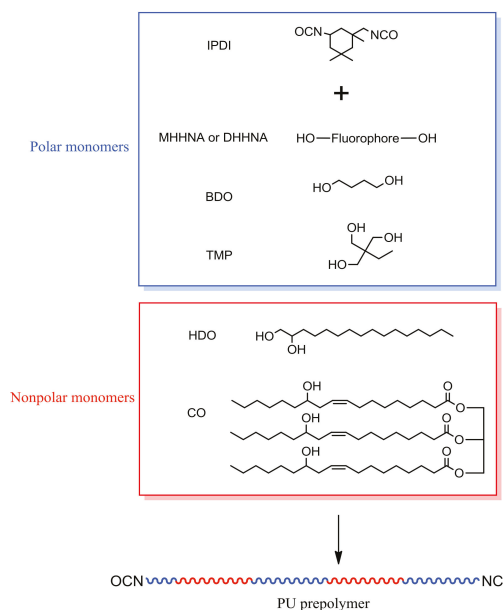 IPDI
OCN
NCO
+
Polar monomers
MHHNA or DHHNA
HO-Fluorophore-OH
BDO
HO
OH
TMP
OH
OH
HO
HDO
HO
OH
Nonpolar monomers
CO
OH
O
O
OH
O
O
OH
O
O
OCN
NC
PU prepolymer